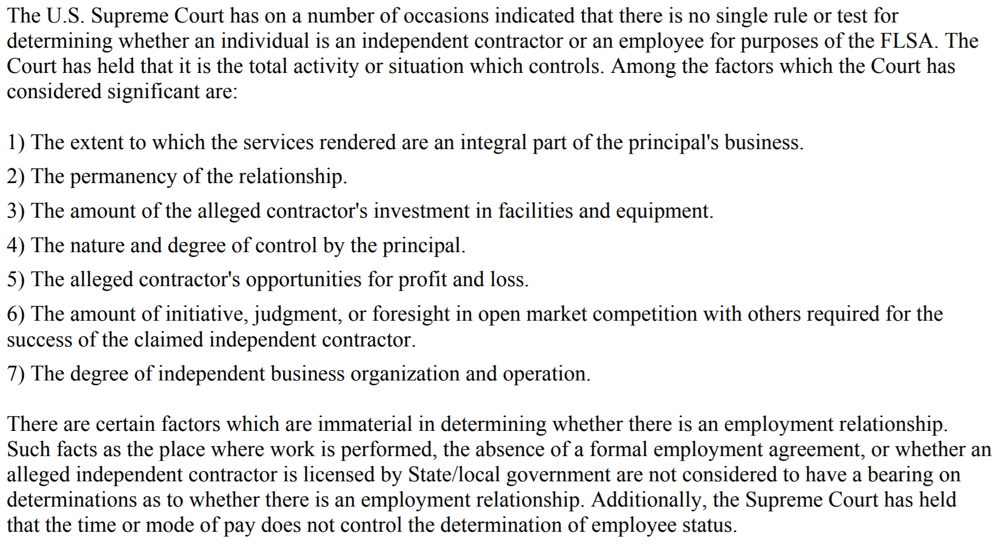 The U.S. Supreme Court has on a number of occasions indicated that there is no single rule or test for
determining whether an individual is an independent contractor or an employee for purposes of the FLSA. The
Court has held that it is the total activity or situation which controls. Among the factors which the Court has
considered significant are:
1) The extent to which the services rendered are an integral part of the principal's business.
2) The permanency of the relationship.
3) The amount of the alleged contractor's investment in facilities and equipment.
4) The nature and degree of control by the principal.
5) The alleged contractor's opportunities for profit and loss.
6) The amount of initiative, judgment, or foresight in open market competition with others required for the
success of the claimed independent contractor.
7) The degree of independent business organization and operation.
There are certain factors which are immaterial in determining whether there is an employment relationship.
Such facts as the place where work is performed, the absence of a formal employment agreement, or whether an
alleged independent contractor is licensed by State/local government are not considered to have a bearing on
determinations as to whether there is an employment relationship. Additionally, the Supreme Court has held
that the time or mode of pay does not control the determination of employee status.